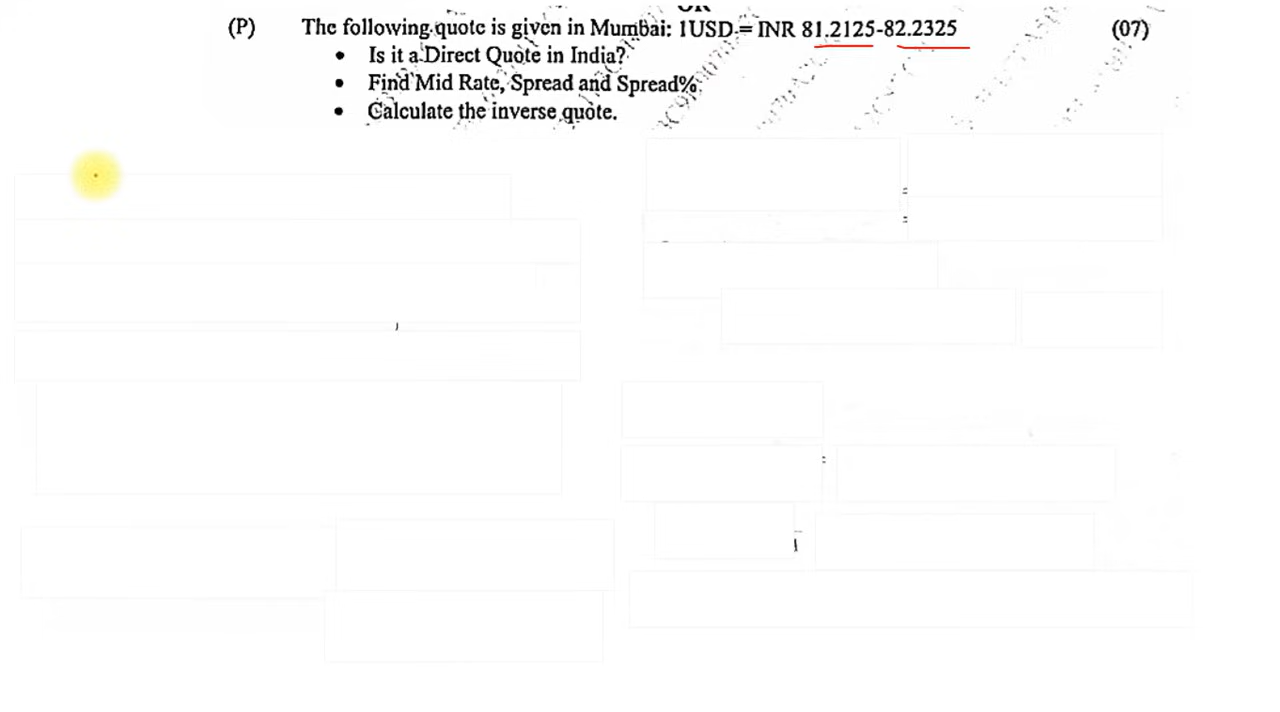 OR
(P) The following quote is given in Mumbai: 1USD = INR 81.2125-82.2325 (07)
• Is it a Direct Quote in India?
• Find Mid Rate, Spread and Spread%
• Calculate the inverse quote.